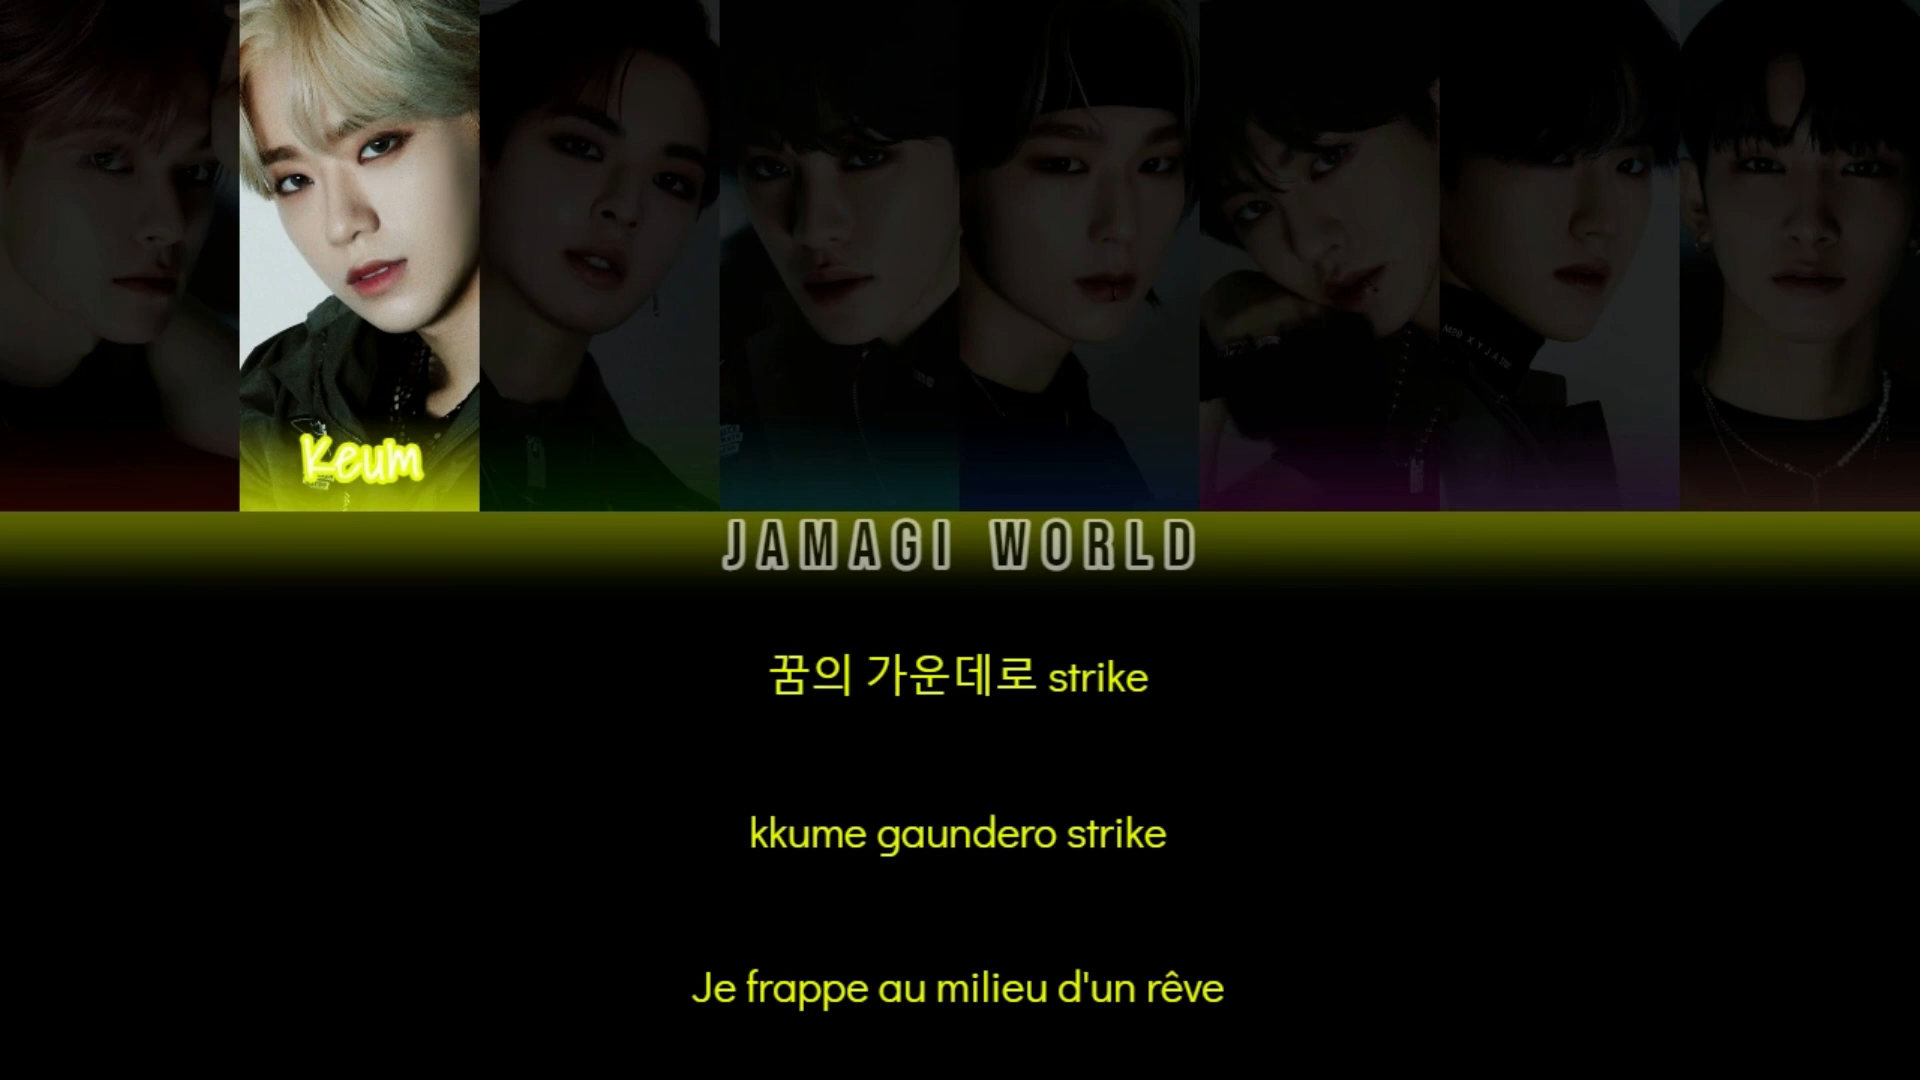 Keum
JAMAGI WORLD
꿈의 가운데로 strike
kkume gaundero strike
Je frappe au milieu d'un rêve